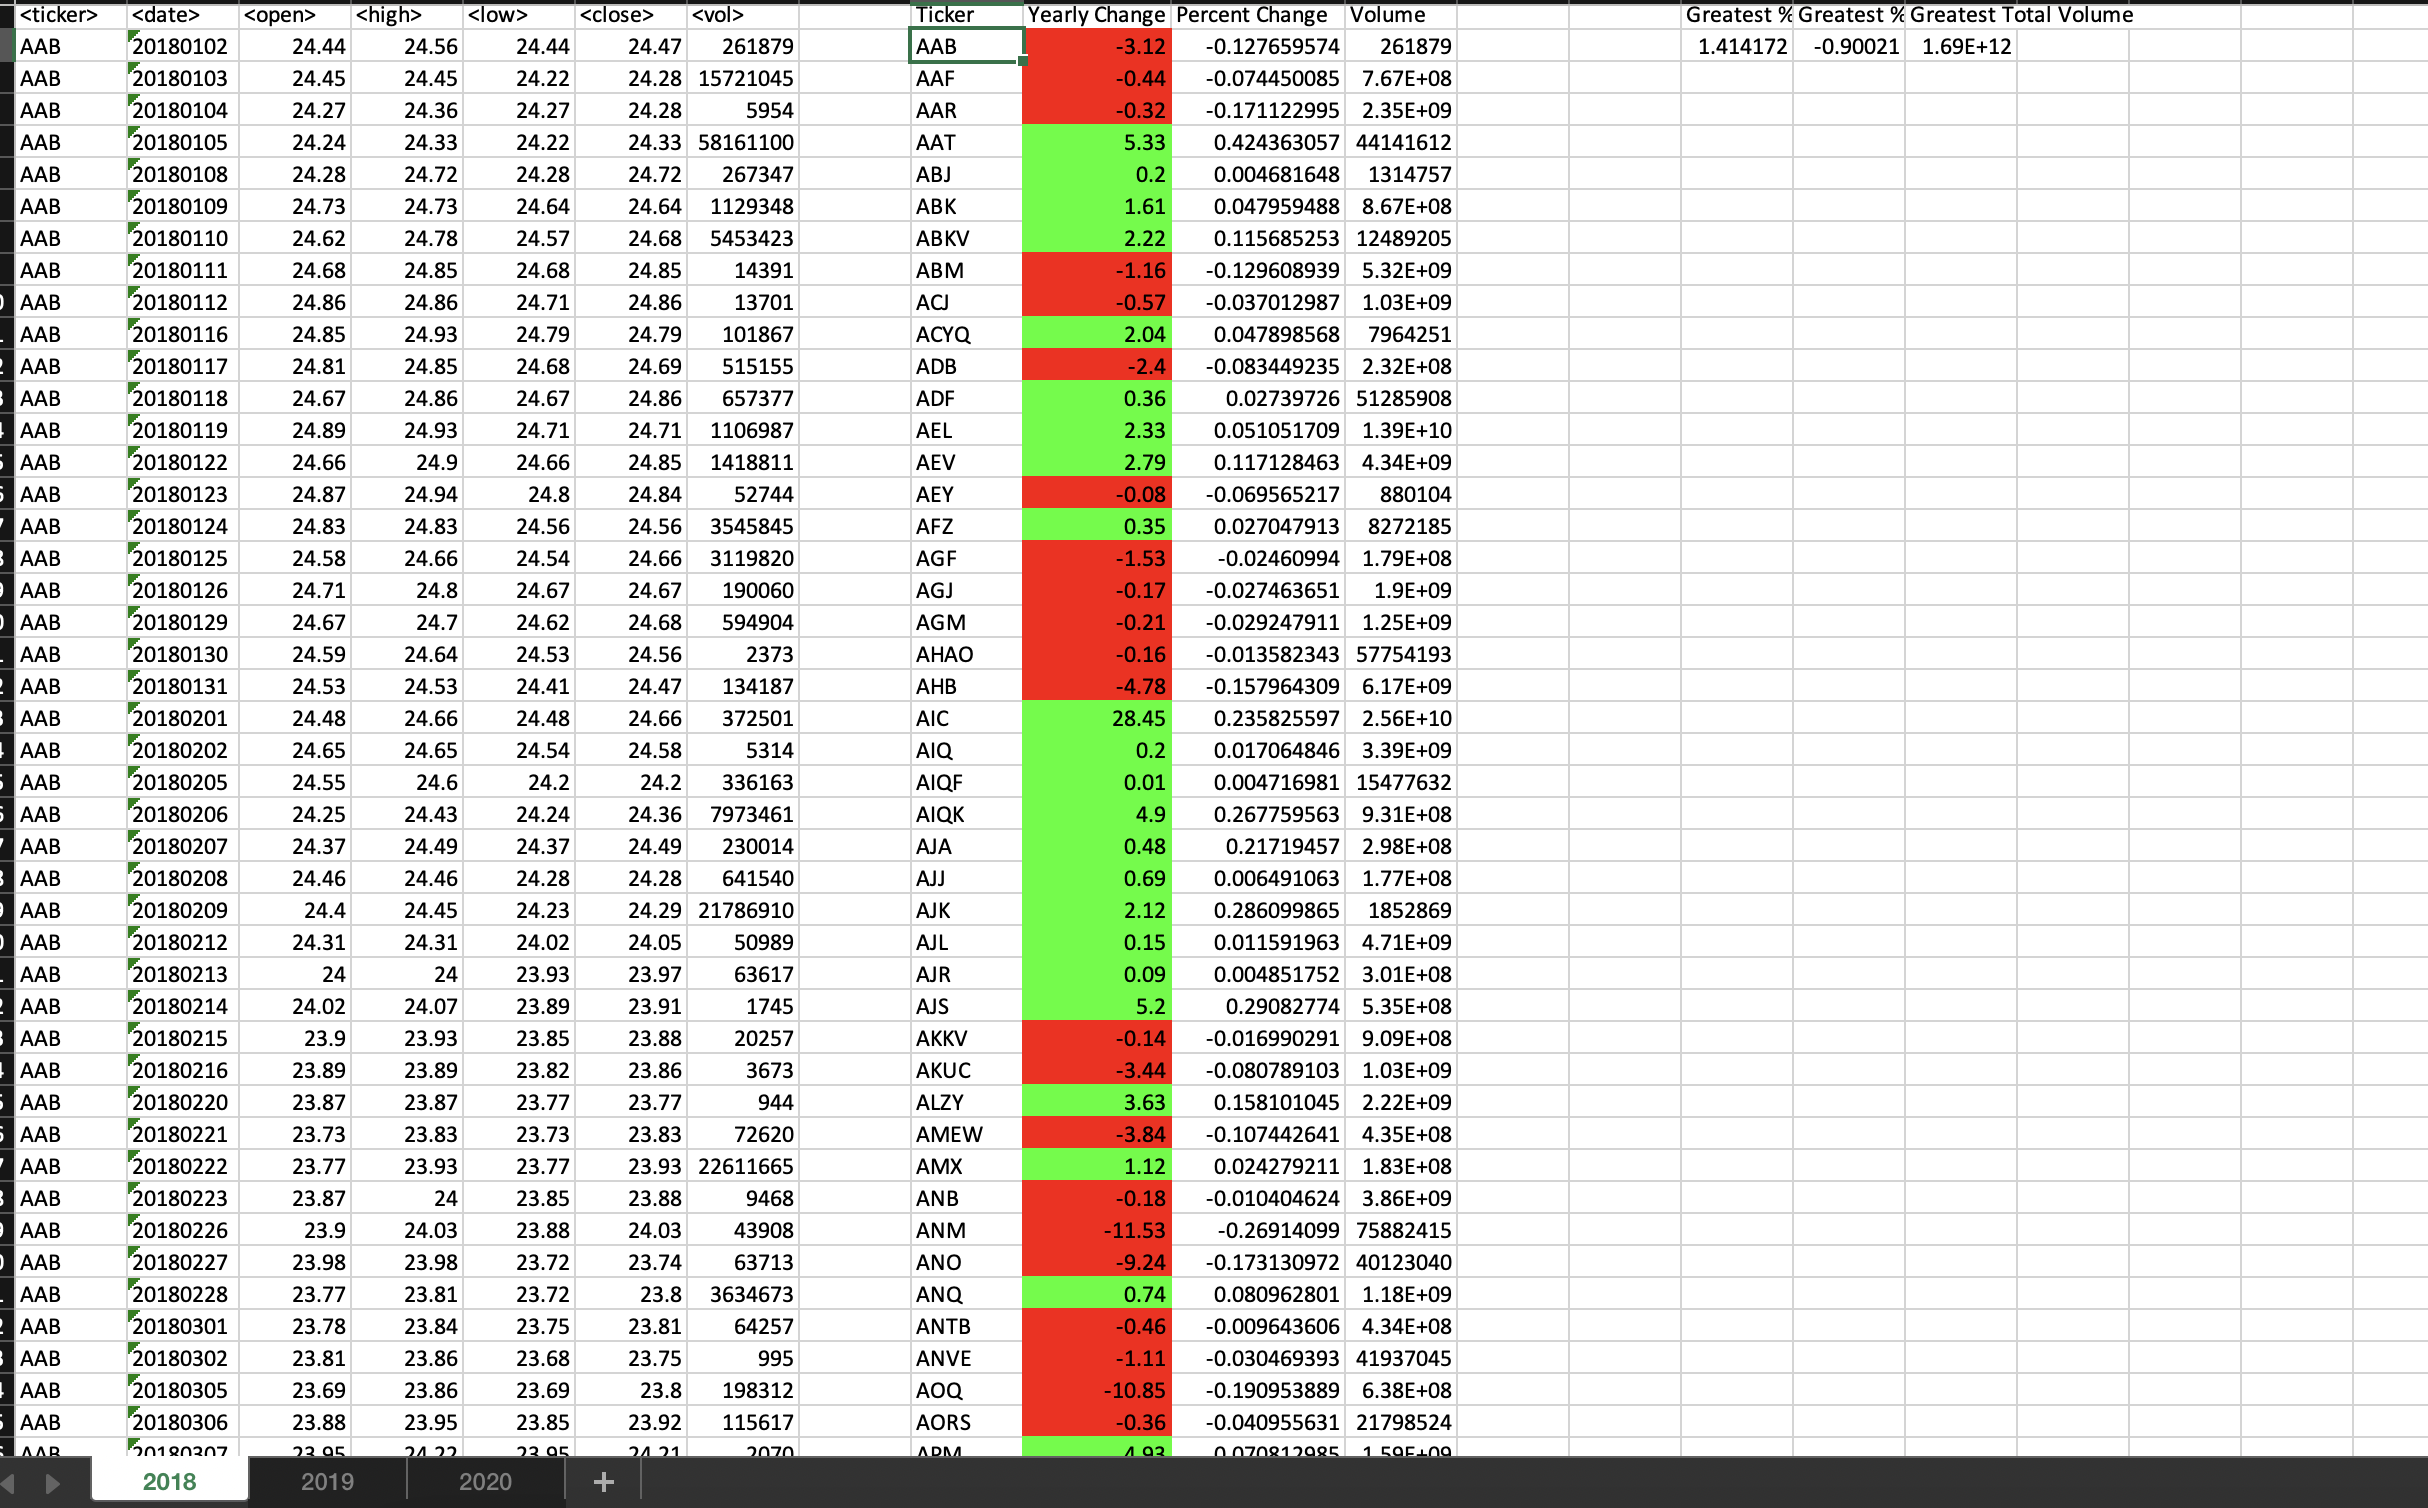 <ticker> <date> <open> <high> <low> <close> <vol> Ticker Yearly Change Percent Change Volume Greatest % Greatest % Greatest Total Volume
AAB 20180102 24.44 24.56 24.44 24.47 261879 AAB -3.12 -0.127659574 261879 1.414172 -0.90021 1.69E+12
AAB 20180103 24.45 24.45 24.22 24.28 15721045 AAF -0.44 -0.074450085 7.67E+08
AAB 20180104 24.27 24.36 24.27 24.28 5954 AAR -0.32 -0.171122995 2.35E+09
AAB 20180105 24.24 24.33 24.22 24.33 58161100 AAT 5.33 0.424363057 44141612
AAB 20180108 24.28 24.72 24.28 24.72 267347 ABJ 0.2 0.004681648 1314757
AAB 20180109 24.73 24.73 24.64 24.64 1129348 ABK 1.61 0.047959488 8.67E+08
AAB 20180110 24.62 24.78 24.57 24.68 5453423 ABKV 2.22 0.115685253 12489205
AAB 20180111 24.68 24.85 24.68 24.85 14391 ABM -1.16 -0.129608939 5.32E+09
AAB 20180112 24.86 24.86 24.71 24.86 13701 ACJ -0.57 -0.037012987 1.03E+09
AAB 20180116 24.85 24.93 24.79 24.79 101867 ACYQ 2.04 0.047898568 7964251
AAB 20180117 24.81 24.85 24.68 24.69 515155 ADB -2.4 -0.083449235 2.32E+08
AAB 20180118 24.67 24.86 24.67 24.86 657377 ADF 0.36 0.02739726 51285908
AAB 20180119 24.89 24.93 24.71 24.71 1106987 AEL 2.33 0.051051709 1.39E+10
AAB 20180122 24.66 24.9 24.66 24.85 1418811 AEV 2.79 0.117128463 4.34E+09
AAB 20180123 24.87 24.94 24.8 24.84 52744 AEY -0.08 -0.069565217 880104
AAB 20180124 24.83 24.83 24.56 24.56 3545845 AFZ 0.35 0.027047913 8272185
AAB 20180125 24.58 24.66 24.54 24.66 3119820 AGF -1.53 -0.02460994 1.79E+08
AAB 20180126 24.71 24.8 24.67 24.67 190060 AGJ -0.17 -0.027463651 1.9E+09
AAB 20180129 24.67 24.7 24.62 24.68 594904 AGM -0.21 -0.029247911 1.25E+09
AAB 20180130 24.59 24.64 24.53 24.56 2373 AHAO -0.16 -0.013582343 57754193
AAB 20180131 24.53 24.53 24.41 24.47 134187 AHB -4.78 -0.157964309 6.17E+09
AAB 20180201 24.48 24.66 24.48 24.66 372501 AIC 28.45 0.235825597 2.56E+10
AAB 20180202 24.65 24.65 24.54 24.58 5314 AIQ 0.2 0.017064846 3.39E+09
AAB 20180205 24.55 24.6 24.2 24.2 336163 AIQF 0.01 0.004716981 15477632
AAB 20180206 24.25 24.43 24.24 24.36 7973461 AIQK 4.9 0.267759563 9.31E+08
AAB 20180207 24.37 24.49 24.37 24.49 230014 AJA 0.48 0.21719457 2.98E+08
AAB 20180208 24.46 24.46 24.28 24.28 641540 AJJ 0.69 0.006491063 1.77E+08
AAB 20180209 24.4 24.45 24.23 24.29 21786910 AJK 2.12 0.286099865 1852869
AAB 20180212 24.31 24.31 24.02 24.05 50989 AJL 0.15 0.011591963 4.71E+09
AAB 20180213 24 24 23.93 23.97 63617 AJR 0.09 0.004851752 3.01E+08
AAB 20180214 24.02 24.07 23.89 23.91 1745 AJS 5.2 0.29082774 5.35E+08
AAB 20180215 23.9 23.93 23.85 23.88 20257 AKKV -0.14 -0.016990291 9.09E+08
AAB 20180216 23.89 23.89 23.82 23.86 3673 AKUC -3.44 -0.080789103 1.03E+09
AAB 20180220 23.87 23.87 23.77 23.77 944 ALZY 3.63 0.158101045 2.22E+09
AAB 20180221 23.73 23.83 23.73 23.83 72620 AMEW -3.84 -0.107442641 4.35E+08
AAB 20180222 23.77 23.93 23.77 23.93 22611665 AMX 1.12 0.024279211 1.83E+08
AAB 20180223 23.87 24 23.85 23.88 9468 ANB -0.18 -0.010404624 3.86E+09
AAB 20180226 23.9 24.03 23.88 24.03 43908 ANM -11.53 -0.26914099 75882415
AAB 20180227 23.98 23.98 23.72 23.74 63713 ANO -9.24 -0.173130972 40123040
AAB 20180228 23.77 23.81 23.72 23.8 3634673 ANQ 0.74 0.080962801 1.18E+09
AAB 20180301 23.78 23.84 23.75 23.81 64257 ANTB -0.46 -0.009643606 4.34E+08
AAB 20180302 23.81 23.86 23.68 23.75 995 ANVE -1.11 -0.030469393 41937045
AAB 20180305 23.69 23.86 23.69 23.8 198312 AOQ -10.85 -0.190953889 6.38E+08
AAB 20180306 23.88 23.95 23.85 23.92 115617 AORS -0.36 -0.040955631 21798524
AAB 20180307 23.95 24.22 23.95 24.21 2070 APM 4.93 0.070812985 1.59E+09
2018 2019 2020 +